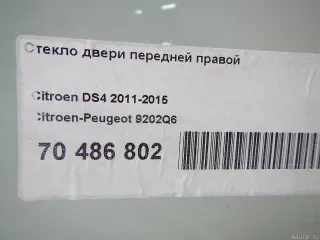 Стекло двери передней правой
Citroen DS4 2011-2015
Citroen-Peugeot 9202Q6
70 486 802